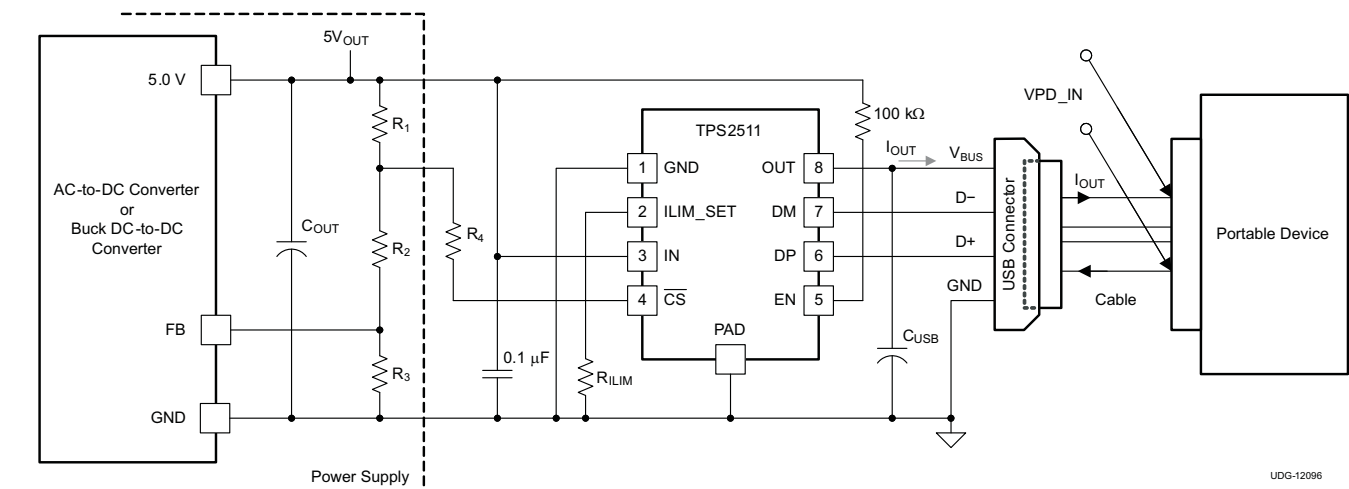 5V_OUT
5.0 V
R1
100 kΩ
VPD_IN
TPS2511
1 GND
OUT 8
I_OUT
V_BUS
AC-to-DC Converter
or
Buck DC-to-DC
Converter
C_OUT
R2
R4
2 ILIM_SET
DM 7
D−
3 IN
DP 6
D+
4 CS
EN 5
GND
USB Connector
I_OUT
Cable
Portable Device
FB
PAD
C_USB
0.1 μF
R3
R_ILIM
GND
Power Supply
UDG-12096